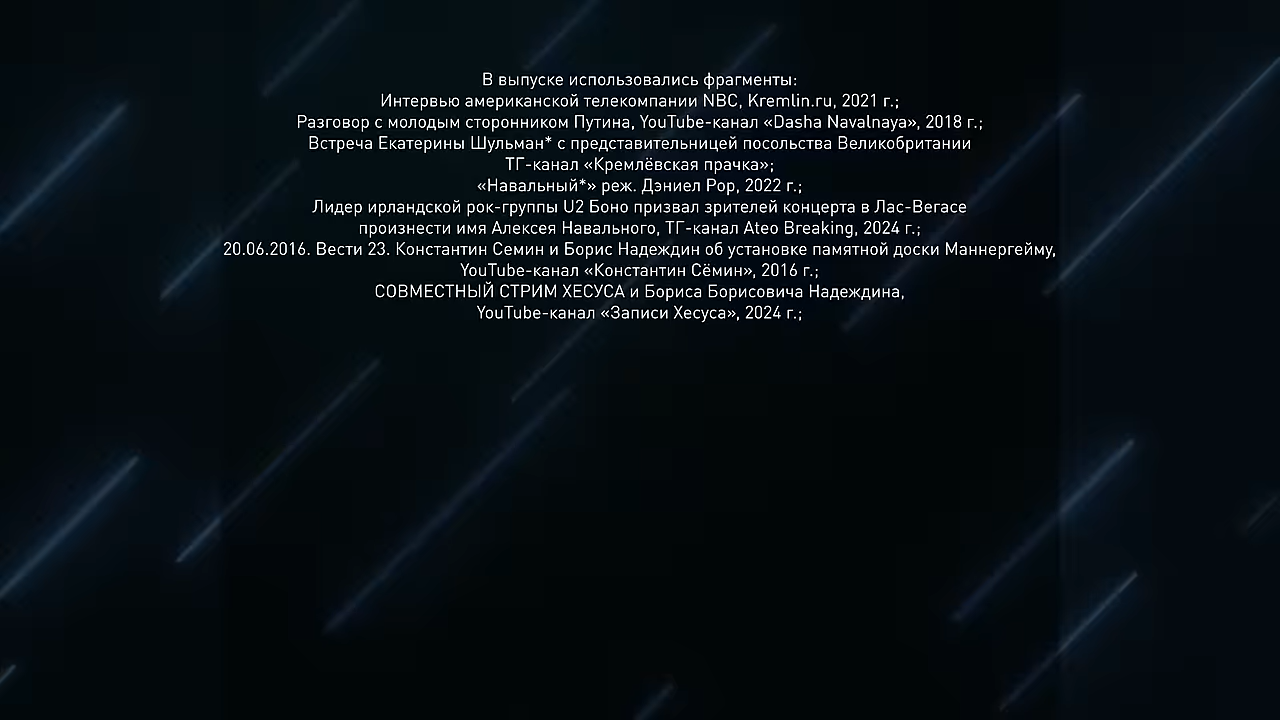 В выпуске использовались фрагменты:
Интервью американской телекомпании NBC, Kremlin.ru, 2021 г.;
Разговор с молодым сторонником Путина, YouTube-канал «Dasha Navalnaya», 2018 г.;
Встреча Екатерины Шульман* с представительницей посольства Великобритании
ТГ-канал «Кремлёвская прачка»;
«Навальный*» реж. Дэниел Рор, 2022 г.;
Лидер ирландской рок-группы U2 Боно призвал зрителей концерта в Лас-Вегасе
произнести имя Алексея Навального, ТГ-канал Ateo Breaking, 2024 г.;
20.06.2016. Вести 23. Константин Семин и Борис Надеждин об установке памятной доски Маннергейму,
YouTube-канал «Константин Сёмин», 2016 г.;
СОВМЕСТНЫЙ СТРИМ ХЕСУСА и Бориса Борисовича Надеждина,
YouTube-канал «Записи Хесуса», 2024 г.;